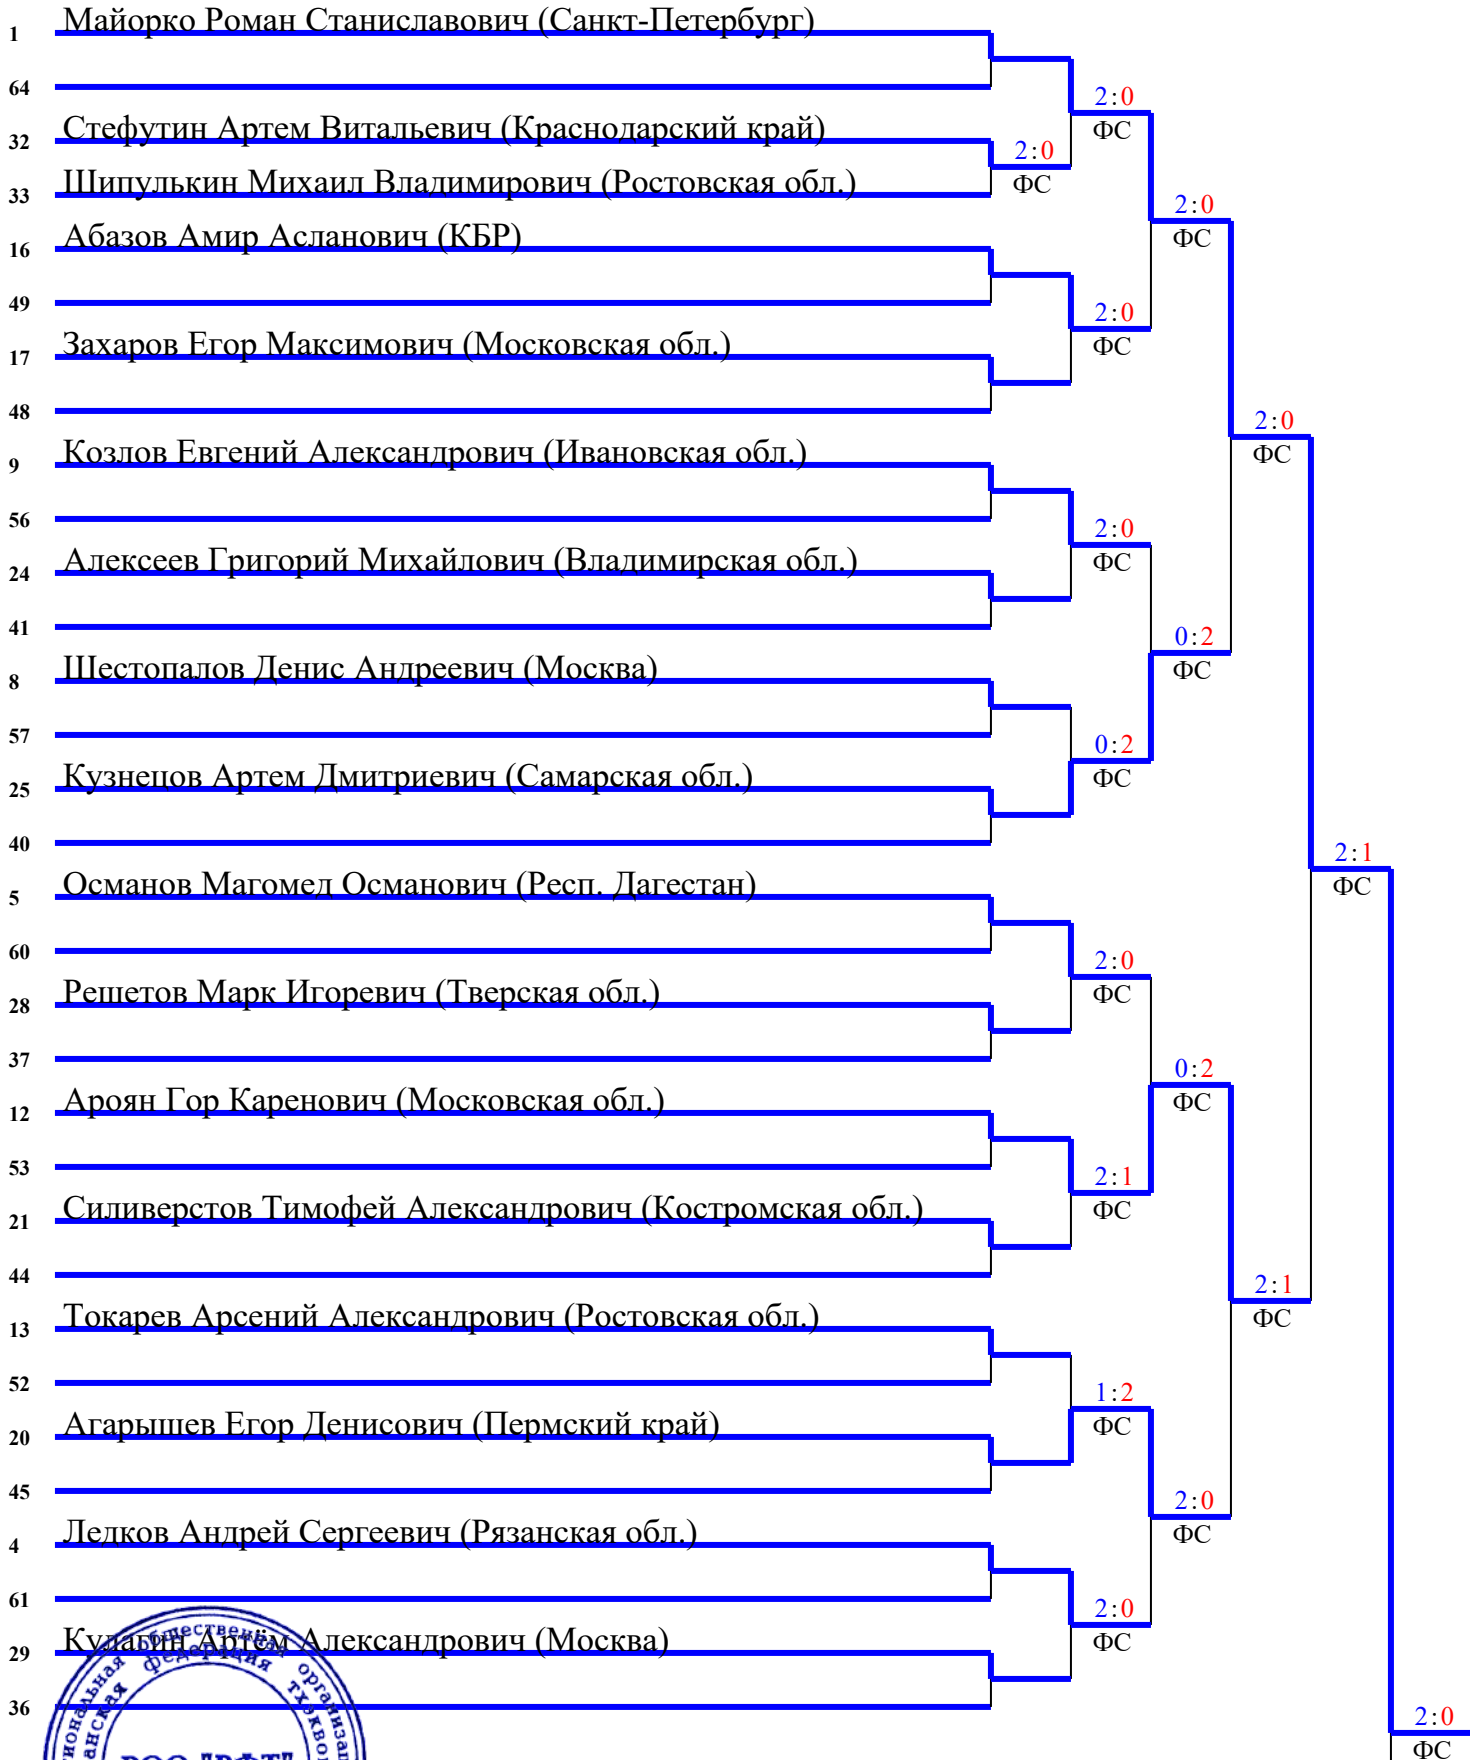 1 Майорко Роман Станиславович (Санкт-Петербург)
64
2:0
ФС
32 Стефутин Артем Витальевич (Краснодарский край)
2:0
ФС
33 Шипулькин Михаил Владимирович (Ростовская обл.)
2:0
ФС
16 Абазов Амир Асланович (КБР)
49
2:0
ФС
17 Захаров Егор Максимович (Московская обл.)
48
2:0
ФС
9 Козлов Евгений Александрович (Ивановская обл.)
56
2:0
ФС
24 Алексеев Григорий Михайлович (Владимирская обл.)
41
0:2
ФС
8 Шестопалов Денис Андреевич (Москва)
57
0:2
ФС
25 Кузнецов Артем Дмитриевич (Самарская обл.)
40
2:1
ФС
5 Османов Магомед Османович (Респ. Дагестан)
60
2:0
ФС
28 Решетов Марк Игоревич (Тверская обл.)
37
0:2
ФС
12 Ароян Гор Каренович (Московская обл.)
53
2:1
ФС
21 Силиверстов Тимофей Александрович (Костромская обл.)
44
2:1
ФС
13 Токарев Арсений Александрович (Ростовская обл.)
52
1:2
ФС
20 Агарышев Егор Денисович (Пермский край)
45
2:0
ФС
4 Ледков Андрей Сергеевич (Рязанская обл.)
61
2:0
ФС
29 Кулагин Артём Александрович (Москва)
36
2:0
ФС
общественная
федерация